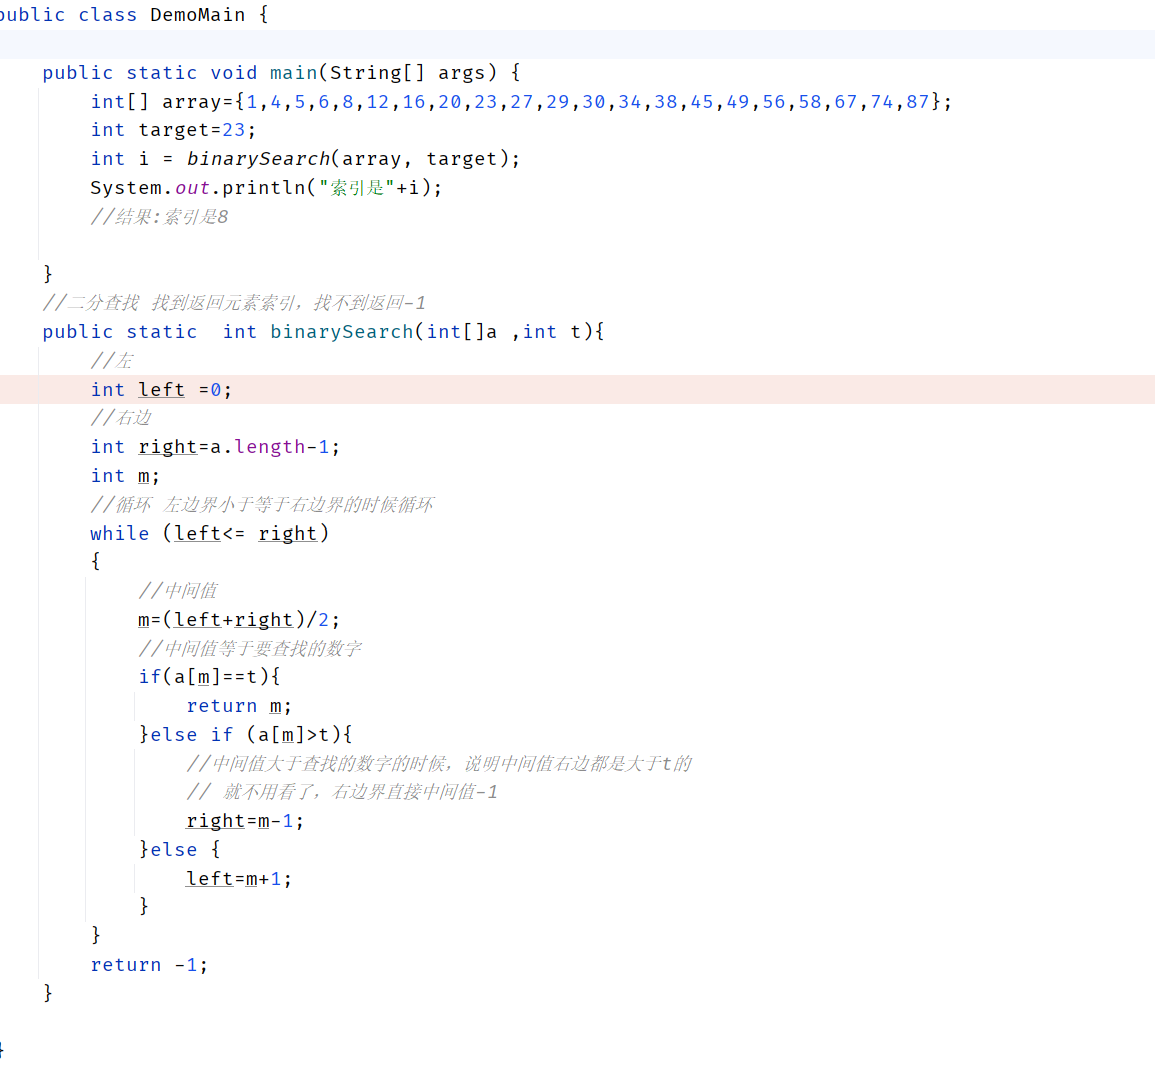 public class DemoMain {
public static void main(String[] args) {
int[] array={1,4,5,6,8,12,16,20,23,27,29,30,34,38,45,49,56,58,67,74,87};
int target=23;
int i = binarySearch(array, target);
System.out.println("索引是"+i);
//结果:索引是8
}
//二分查找 找到返回元素索引，找不到返回-1
public static  int binarySearch(int[]a ,int t){
//左
int left =0;
//右边
int right=a.length-1;
int m;
//循环 左边界小于等于右边界的时候循环
while (left<= right)
{
//中间值
m=(left+right)/2;
//中间值等于要查找的数字
if(a[m]==t){
return m;
}else if (a[m]>t){
//中间值大于查找的数字的时候，说明中间值右边都是大于t的
// 就不用看了，右边界直接中间值-1
right=m-1;
}else {
left=m+1;
}
}
return -1;
}
}